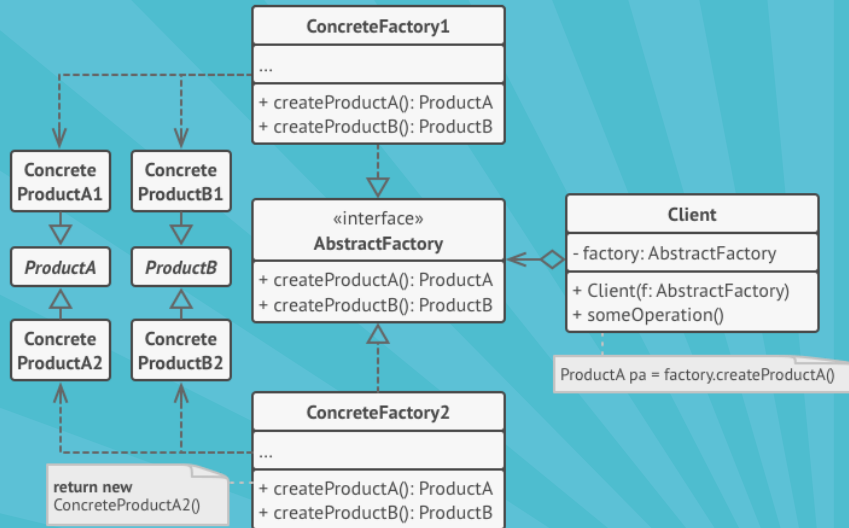 ConcreteFactory1
...
+ createProductA(): ProductA
+ createProductB(): ProductB
Concrete
ProductA1
Concrete
ProductB1
ProductA
ProductB
Concrete
ProductA2
Concrete
ProductB2
«interface»
AbstractFactory
+ createProductA(): ProductA
+ createProductB(): ProductB
Client
- factory: AbstractFactory
+ Client(f: AbstractFactory)
+ someOperation()
ProductA pa = factory.createProductA()
ConcreteFactory2
...
+ createProductA(): ProductA
+ createProductB(): ProductB
return new
ConcreteProductA2()